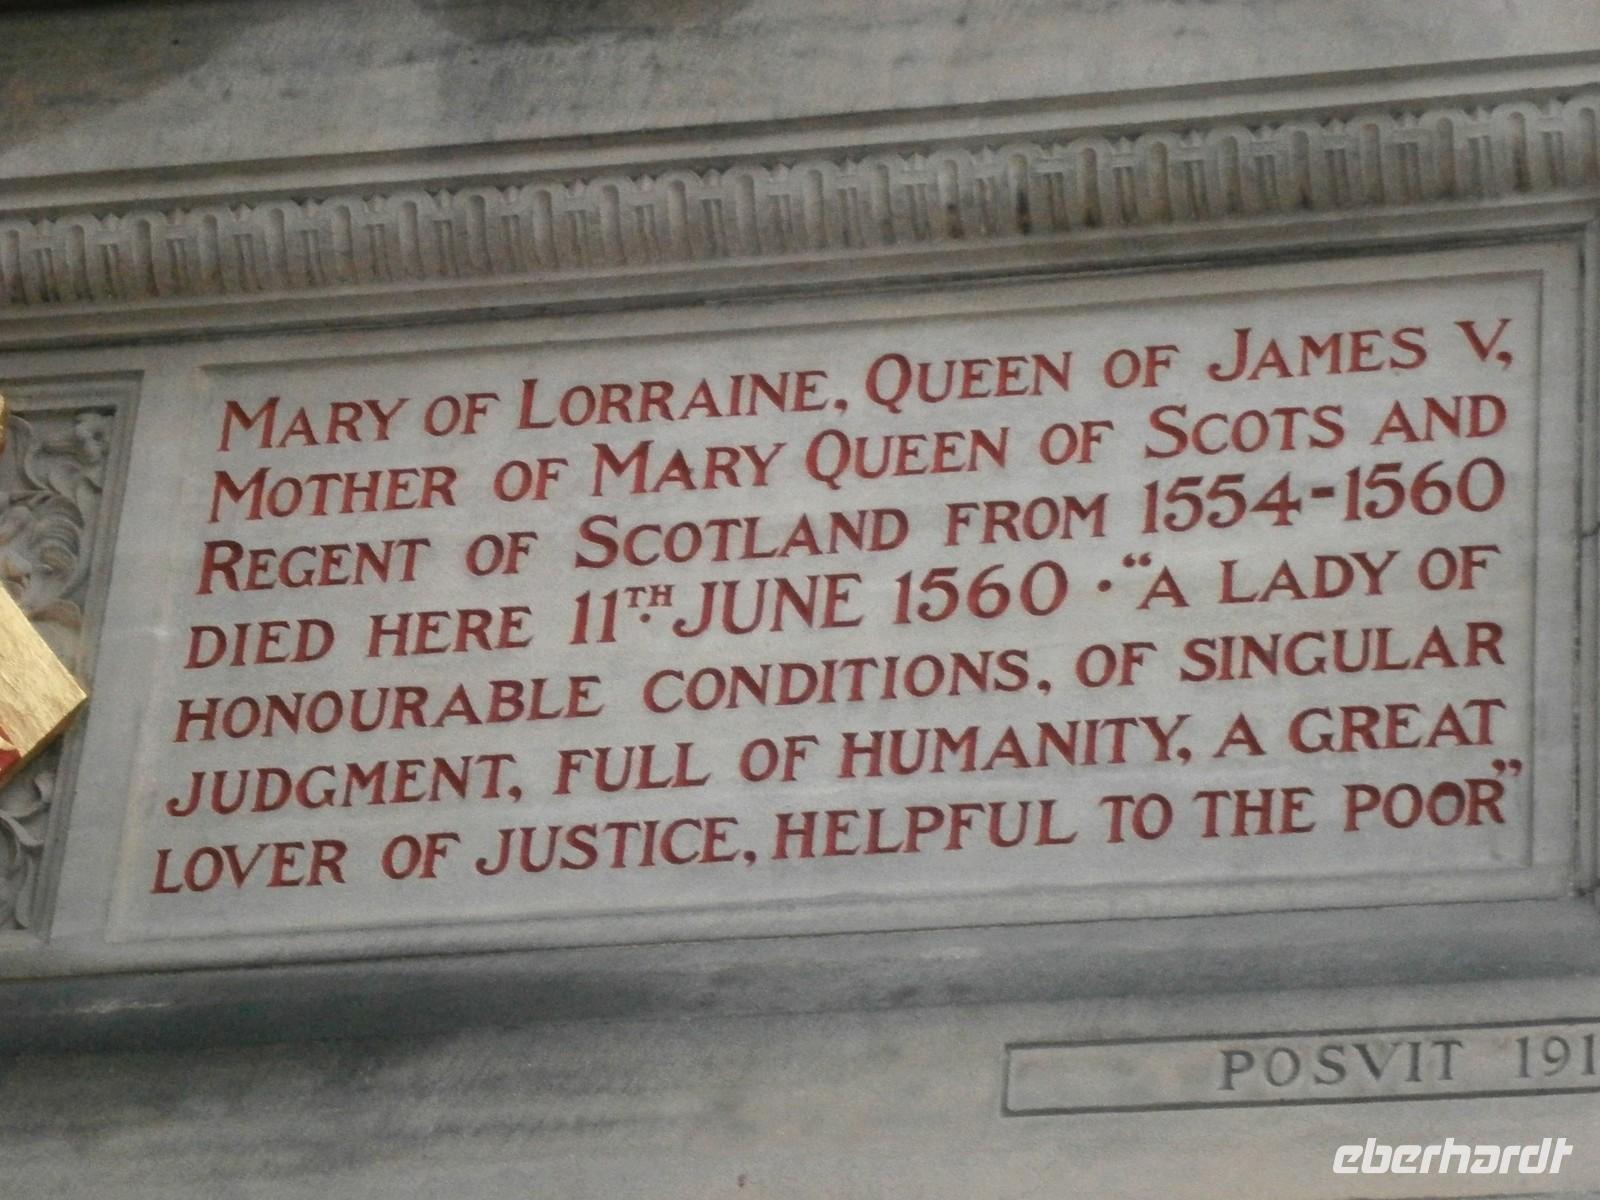 MARY OF LORRAINE, QUEEN OF JAMES V,
MOTHER OF MARY QUEEN OF SCOTS AND
REGENT OF SCOTLAND FROM 1554-1560
DIED HERE 11TH JUNE 1560 · "A LADY OF
HONOURABLE CONDITIONS, OF SINGULAR
JUDGMENT, FULL OF HUMANITY, A GREAT
LOVER OF JUSTICE, HELPFUL TO THE POOR"
POSVIT 191
eberhardt